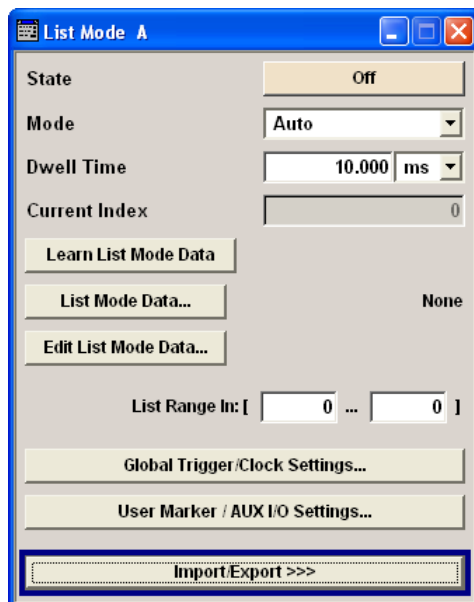 List Mode A
State Off
Mode Auto
Dwell Time 10.000 ms
Current Index 0
Learn List Mode Data
List Mode Data... None
Edit List Mode Data...
List Range In: [ 0 ... 0 ]
Global Trigger/Clock Settings...
User Marker / AUX I/O Settings...
Import/Export >>>